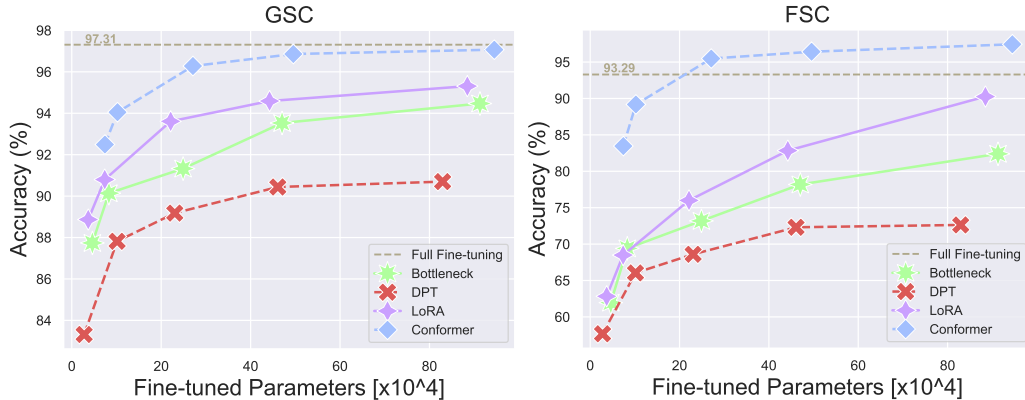 GSC
98
96
94
92
90
88
86
84
Accuracy (%)
97.31
Full Fine-tuning
Bottleneck
DPT
LoRA
Conformer
0 20 40 60 80
Fine-tuned Parameters [x10^4]
FSC
95
90
85
80
75
70
65
60
Accuracy (%)
93.29
Full Fine-tuning
Bottleneck
DPT
LoRA
Conformer
0 20 40 60 80
Fine-tuned Parameters [x10^4]